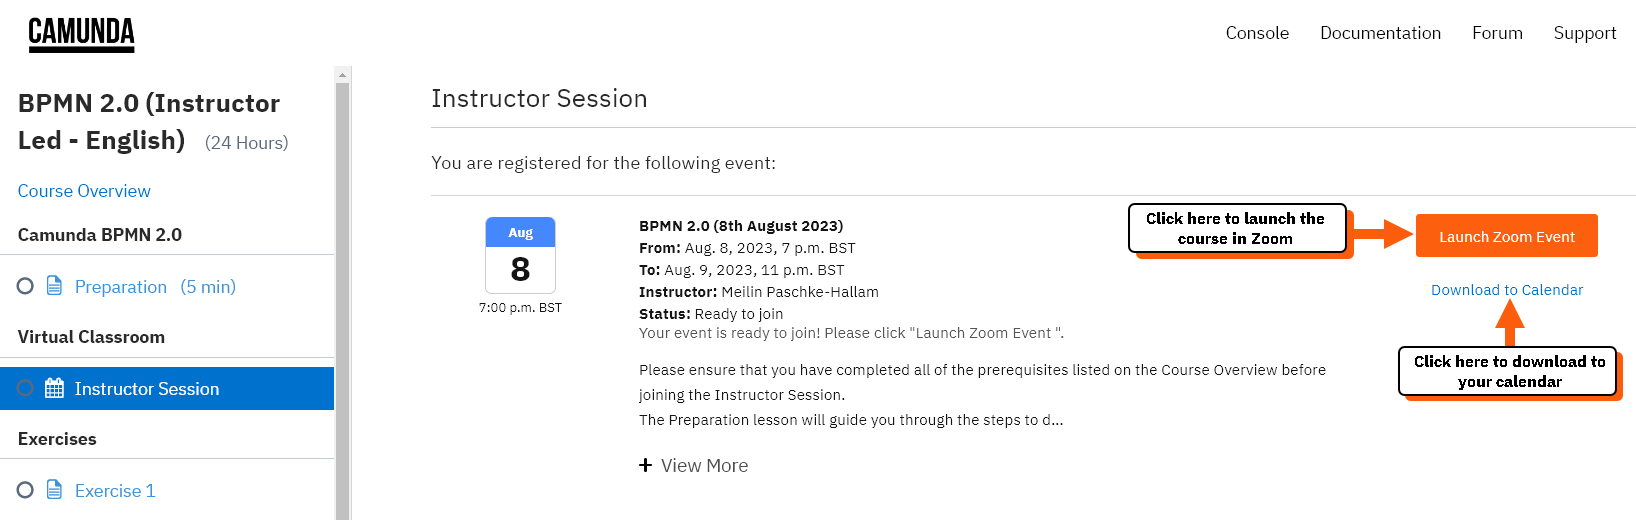 CAMUNDA
Console Documentation Forum Support
BPMN 2.0 (Instructor
Led - English) (24 Hours)
Course Overview
Camunda BPMN 2.0
Preparation (5 min)
Virtual Classroom
Instructor Session
Exercises
Exercise 1
Instructor Session
You are registered for the following event:
Aug
8
7:00 p.m. BST
BPMN 2.0 (8th August 2023)
From: Aug. 8, 2023, 7 p.m. BST
To: Aug. 9, 2023, 11 p.m. BST
Instructor: Meilin Paschke-Hallam
Status: Ready to join
Your event is ready to join! Please click "Launch Zoom Event ".
Please ensure that you have completed all of the prerequisites listed on the Course Overview before
joining the Instructor Session.
The Preparation lesson will guide you through the steps to d...
+ View More
Click here to launch the
course in Zoom
Launch Zoom Event
Download to Calendar
Click here to download to
your calendar